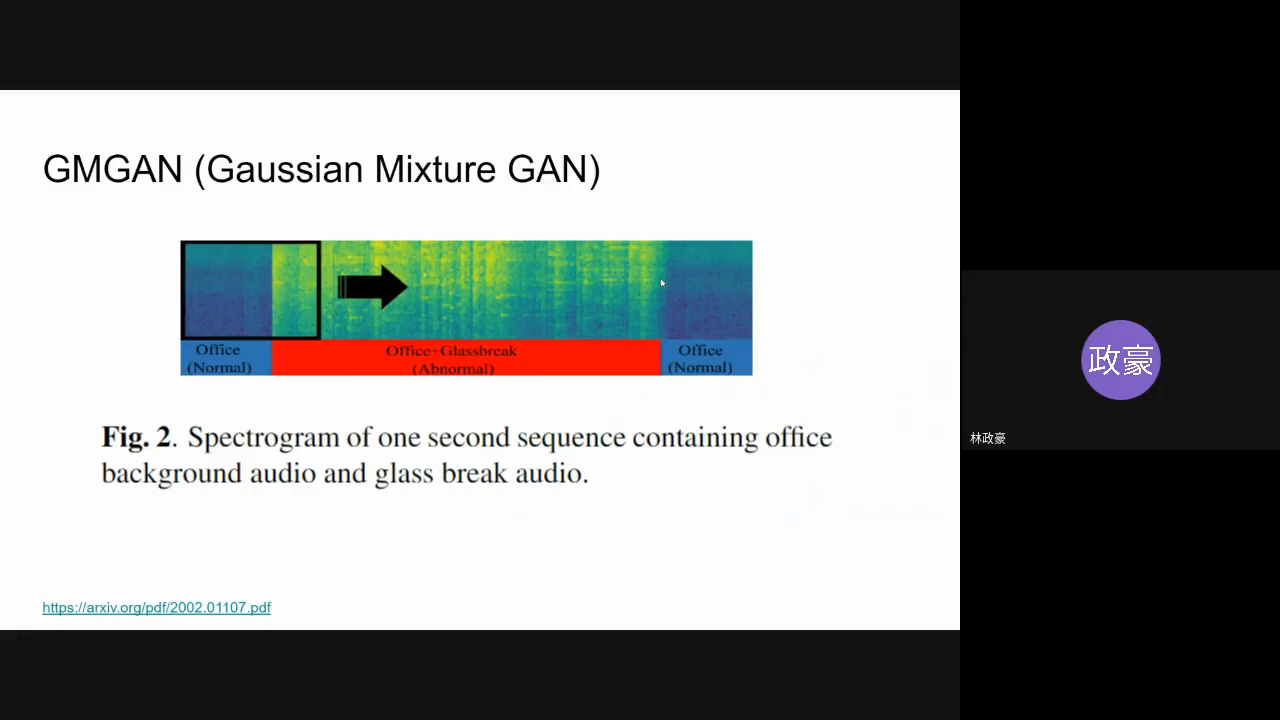 GMGAN (Gaussian Mixture GAN)
Office
(Normal)
Office+Glassbreak
(Abnormal)
Office
(Normal)
Fig. 2. Spectrogram of one second sequence containing office
background audio and glass break audio.
https://arxiv.org/pdf/2002.01107.pdf
政豪
林政豪